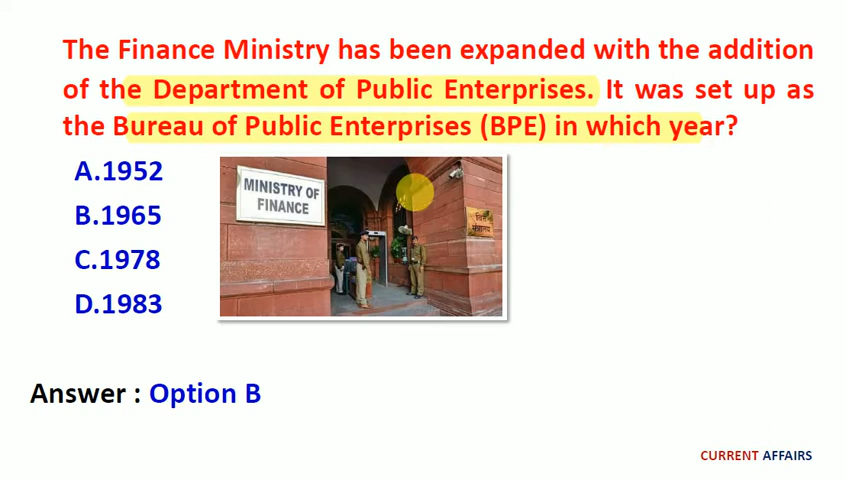 The Finance Ministry has been expanded with the addition
of the Department of Public Enterprises. It was set up as
the Bureau of Public Enterprises (BPE) in which year?
A.1952
B.1965
C.1978
D.1983
MINISTRY OF
FINANCE
वित्त
मंत्रालय
Answer : Option B
CURRENT AFFAIRS